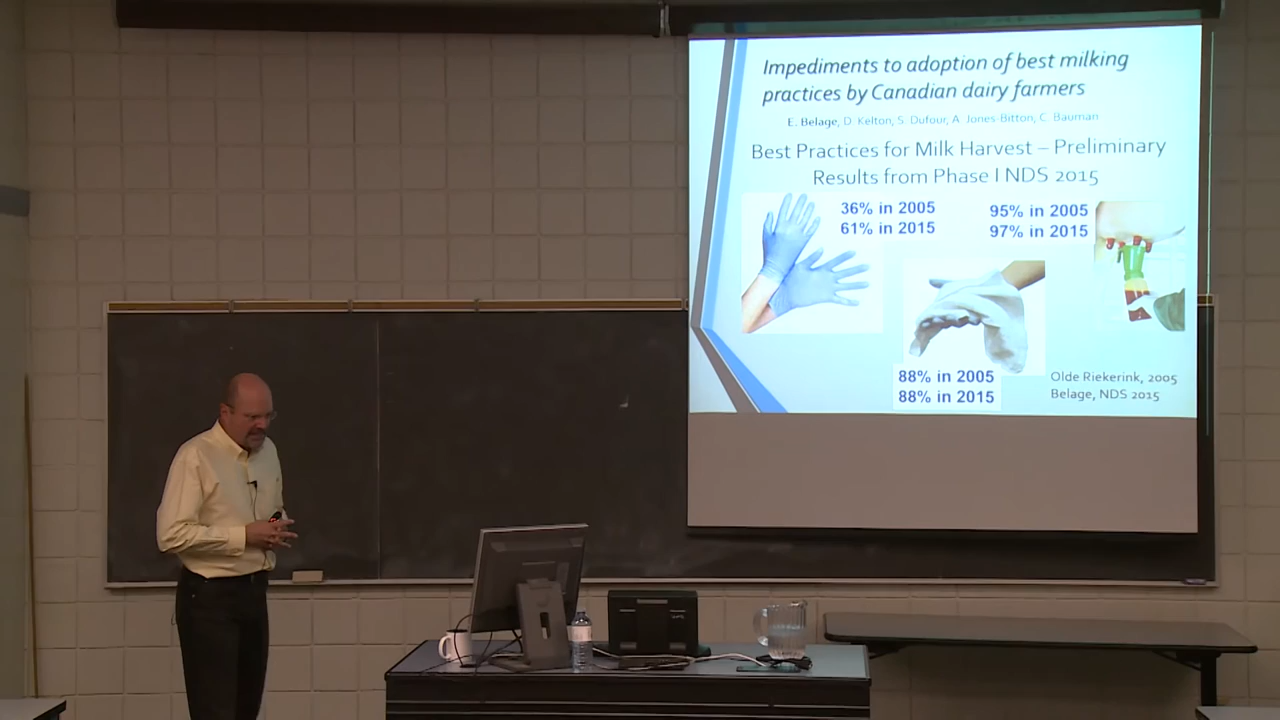 Impediments to adoption of best milking
practices by Canadian dairy farmers
E. Belage, D. Kelton, S. Dufour, A. Jones-Bitton, C. Bauman
Best Practices for Milk Harvest – Preliminary
Results from Phase I NDS 2015
36% in 2005
61% in 2015
95% in 2005
97% in 2015
88% in 2005
88% in 2015
Olde Riekerink, 2005
Belage, NDS 2015